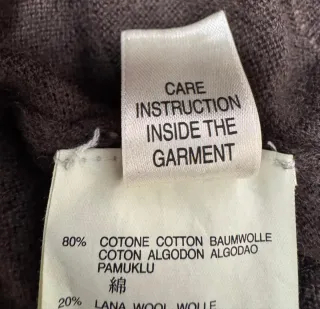 CARE
INSTRUCTION
INSIDE THE
GARMENT
80% COTONE COTTON BAUMWOLLE
COTON ALGODON ALGODAO
PAMUKLU
綿
20% LANA WOOL WOLLE